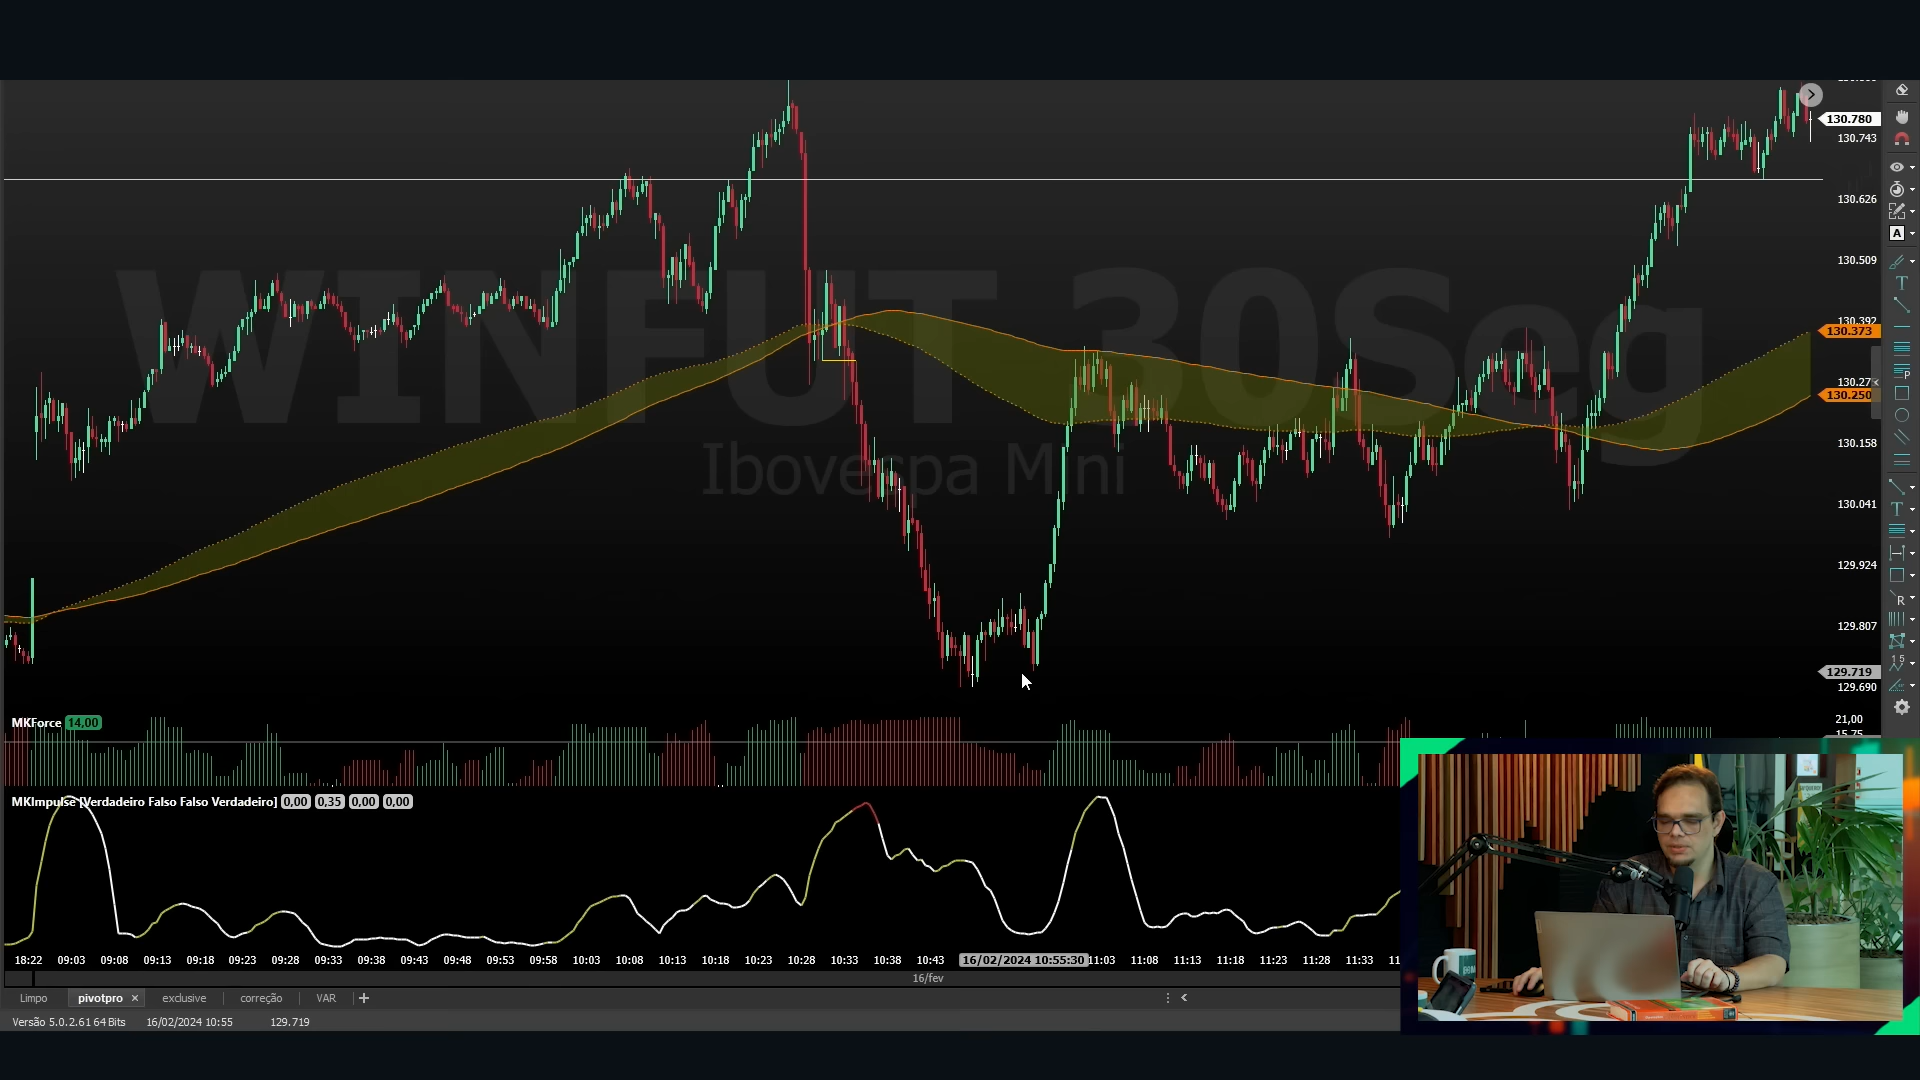 WINFUT 30Seg
Ibovespa Mini
130.780
130.743
130.626
130.509
130.392
130.373
130.27
130.250
130.158
130.041
129.924
129.807
129.719
129.690
MKForce 14,00
21,00
15,75
MKImpulse [Verdadeiro Falso Falso Verdadeiro] 0,00 0,35 0,00 0,00
18:22 09:03 09:08 09:13 09:18 09:23 09:28 09:33 09:38 09:43 09:48 09:53 09:58 10:03 10:08 10:13 10:18 10:23 10:28 10:33 10:38 10:43 16/02/2024 10:55:30 11:03 11:08 11:13 11:18 11:23 11:28 11:33
16/fev
Limpo pivotpro exclusive correção VAR
Versão 5.0.2.61 64 Bits 16/02/2024 10:55 129.719